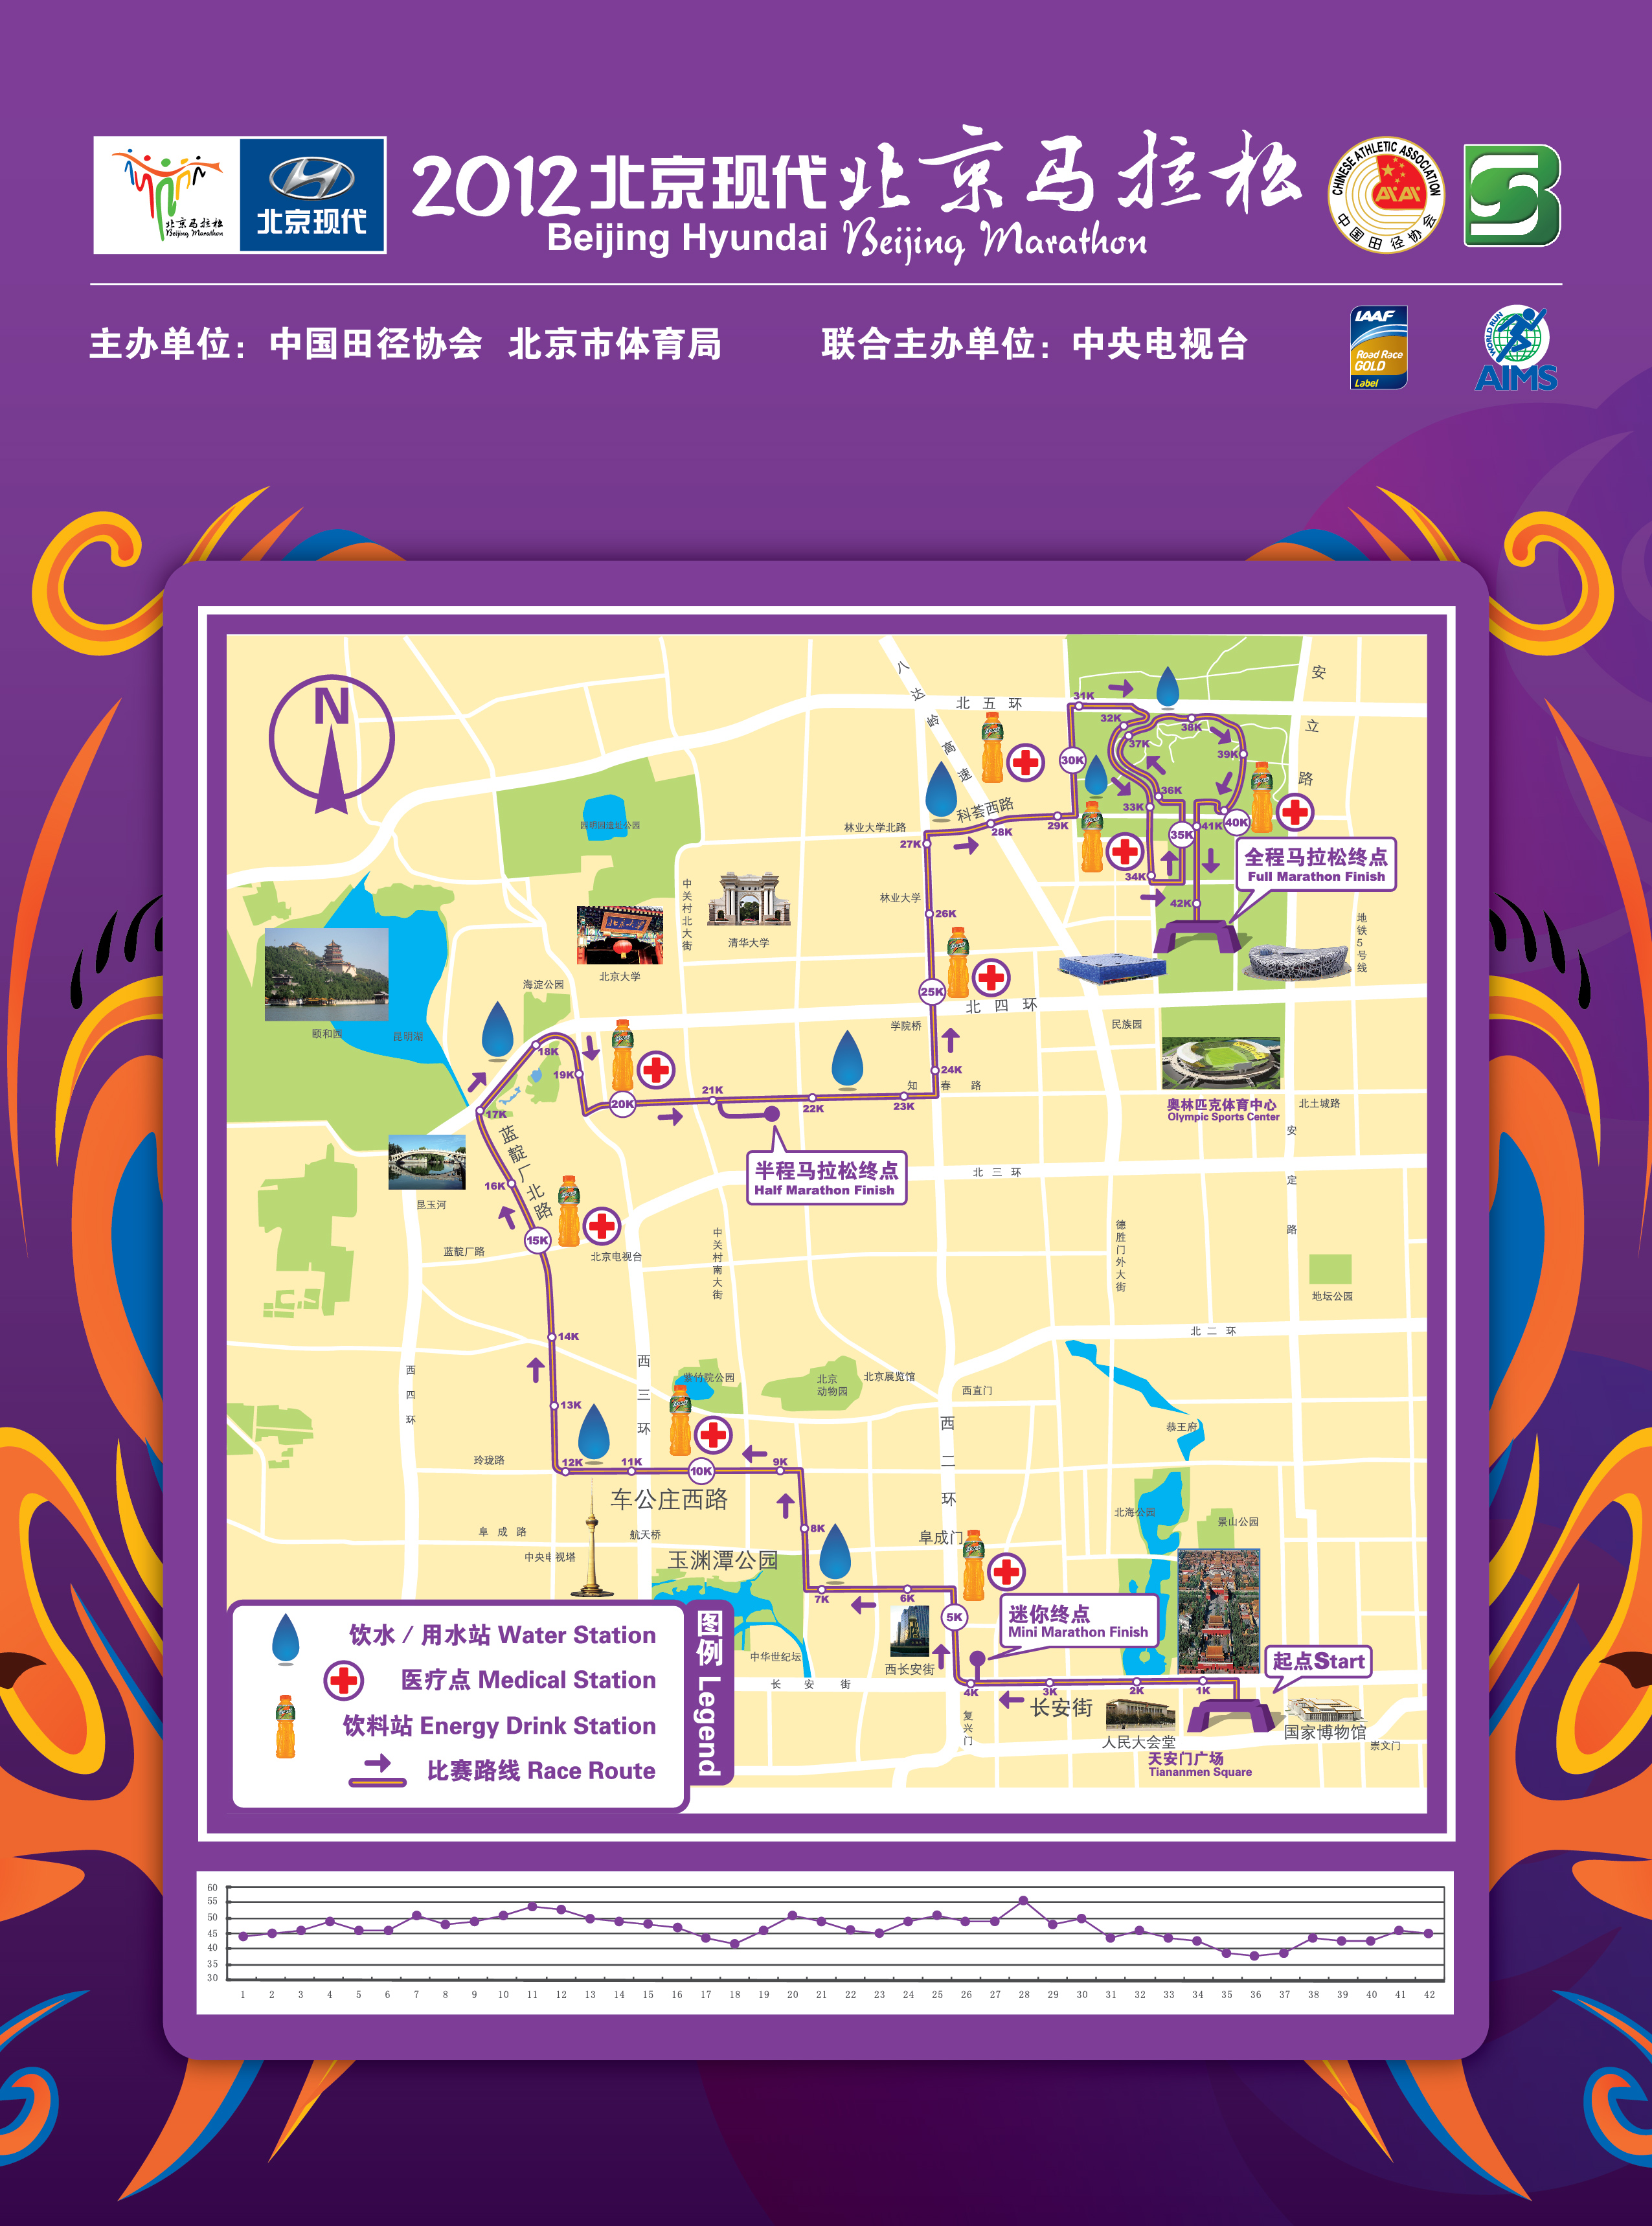 北京马拉松
Beijing Marathon
北京现代
2012北京现代 北京马拉松
Beijing Hyundai Beijing Marathon
CHINESE ATHLETIC ASSOCIATION
中国田径协会
主办单位：中国田径协会 北京市体育局
联合主办单位：中央电视台
IAAF
Road Race
GOLD
Label
WORLD RUN
AIMS
N
八达岭高速
北五环
安立路
31K
32K
38K
37K
39K
30K
36K
33K
40K
41K
35K
科荟西路
28K
29K
林业大学北路
27K
圆明园遗址公园
34K
全程马拉松终点
Full Marathon Finish
42K
中关村北大街
清华大学
林业大学
26K
地铁5号线
北京大学
海淀公园
25K
北四环
颐和园
昆明湖
学院桥
民族园
18K
19K
24K
知春路
20K
21K
22K
23K
17K
奥林匹克体育中心
Olympic Sports Center
北土城路
安定路
蓝靛厂北路
半程马拉松终点
Half Marathon Finish
北三环
16K
昆玉河
15K
蓝靛厂路
北京电视台
中关村南大街
德胜门外大街
地坛公园
14K
北二环
西四环
西三环
紫竹院公园
北京
动物园
北京展览馆
西直门
13K
西二环
恭王府
玲珑路
12K
11K
10K
9K
车公庄西路
北海公园
景山公园
阜成路
航天桥
8K
阜成门
中央电视塔
玉渊潭公园
7K
6K
5K
迷你终点
Mini Marathon Finish
中华世纪坛
西长安街
起点Start
长安街
4K
3K
2K
1K
长安街
复兴门
人民大会堂
国家博物馆
崇文门
天安门广场
Tiananmen Square
图例 Legend
饮水 / 用水站 Water Station
医疗点 Medical Station
饮料站 Energy Drink Station
比赛路线 Race Route
60
55
50
45
40
35
30
1 2 3 4 5 6 7 8 9 10 11 12 13 14 15 16 17 18 19 20 21 22 23 24 25 26 27 28 29 30 31 32 33 34 35 36 37 38 39 40 41 42